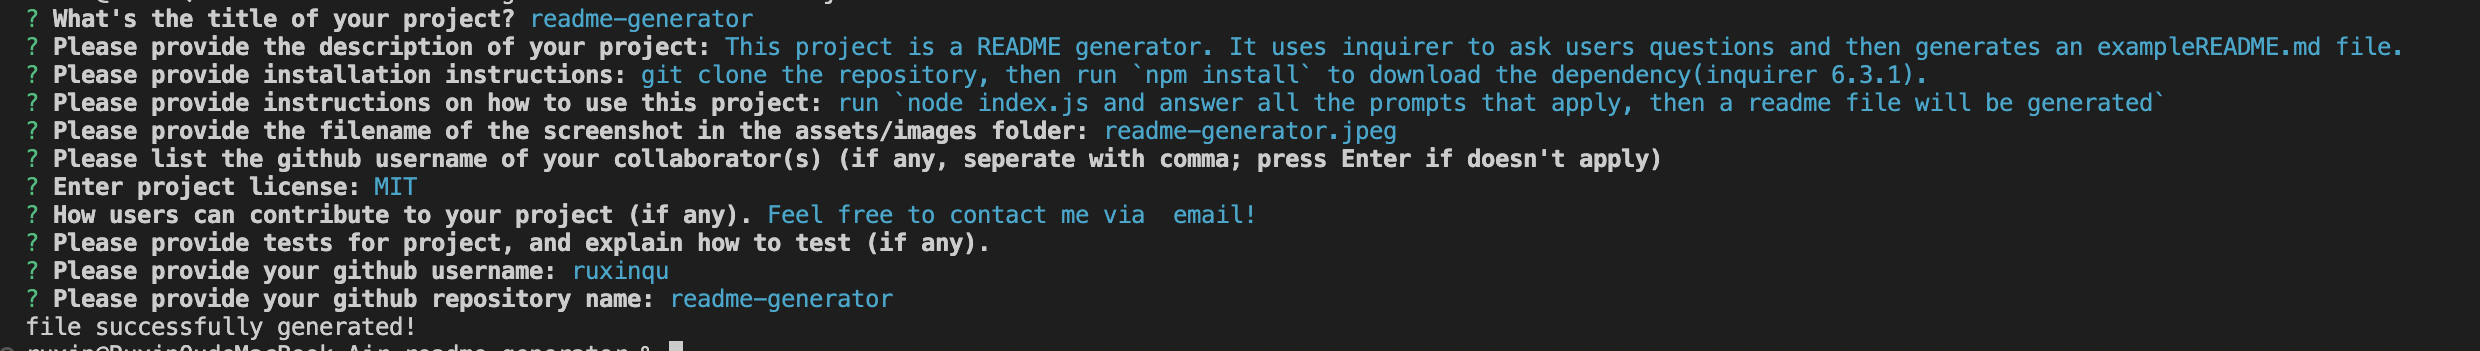 ? What's the title of your project? readme-generator
? Please provide the description of your project: This project is a README generator. It uses inquirer to ask users questions and then generates an exampleREADME.md file.
? Please provide installation instructions: git clone the repository, then run `npm install` to download the dependency(inquirer 6.3.1).
? Please provide instructions on how to use this project: run `node index.js and answer all the prompts that apply, then a readme file will be generated`
? Please provide the filename of the screenshot in the assets/images folder: readme-generator.jpeg
? Please list the github username of your collaborator(s) (if any, seperate with comma; press Enter if doesn't apply)
? Enter project license: MIT
? How users can contribute to your project (if any). Feel free to contact me via  email!
? Please provide tests for project, and explain how to test (if any).
? Please provide your github username: ruxinqu
? Please provide your github repository name: readme-generator
file successfully generated!
ruxin@RuxinQudeMacBook-Air readme-generator %